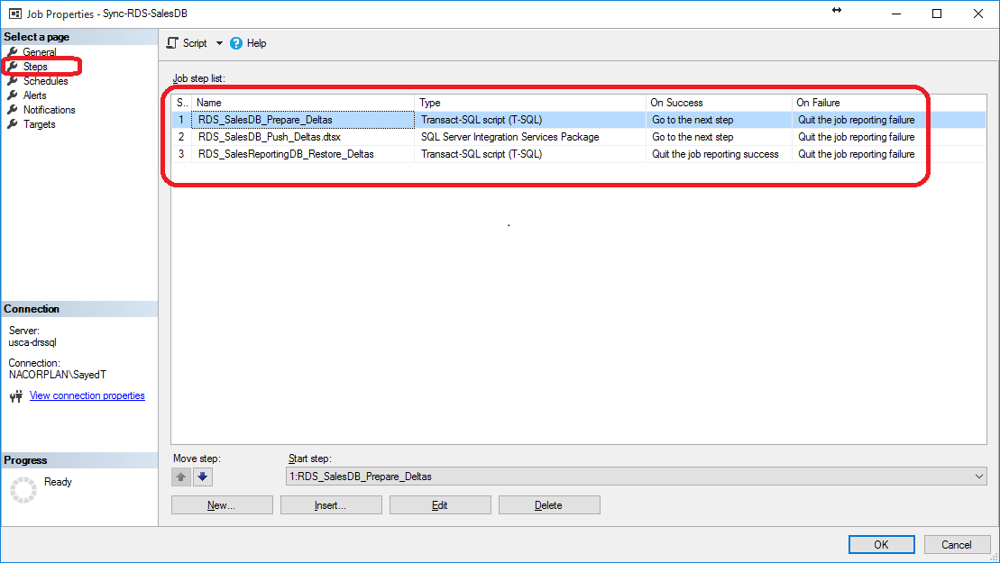 Job Properties - Sync-RDS-SalesDB
Select a page
General
Steps
Schedules
Alerts
Notifications
Targets
Script Help
Job step list:
S.. Name Type On Success On Failure
1 RDS_SalesDB_Prepare_Deltas Transact-SQL script (T-SQL) Go to the next step Quit the job reporting failure
2 RDS_SalesDB_Push_Deltas.dtsx SQL Server Integration Services Package Go to the next step Quit the job reporting failure
3 RDS_SalesReportingDB_Restore_Deltas Transact-SQL script (T-SQL) Quit the job reporting success Quit the job reporting failure
Connection
Server:
usca-drssql
Connection:
NACORPLAN\SayedT
View connection properties
Progress
Ready
Move step: Start step:
1:RDS_SalesDB_Prepare_Deltas
New... Insert... Edit Delete
OK Cancel